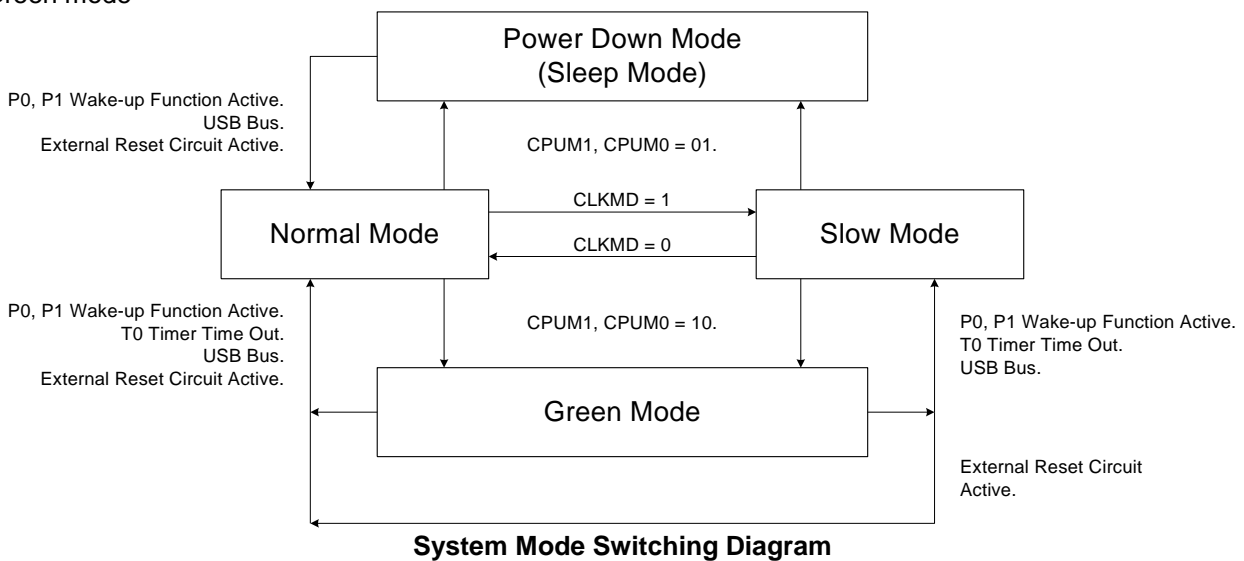 Green mode
Power Down Mode
(Sleep Mode)
P0, P1 Wake-up Function Active.
USB Bus.
External Reset Circuit Active.
CPUM1, CPUM0 = 01.
CLKMD = 1
Normal Mode
Slow Mode
CLKMD = 0
P0, P1 Wake-up Function Active.
T0 Timer Time Out.
USB Bus.
External Reset Circuit Active.
CPUM1, CPUM0 = 10.
P0, P1 Wake-up Function Active.
T0 Timer Time Out.
USB Bus.
Green Mode
External Reset Circuit
Active.
System Mode Switching Diagram